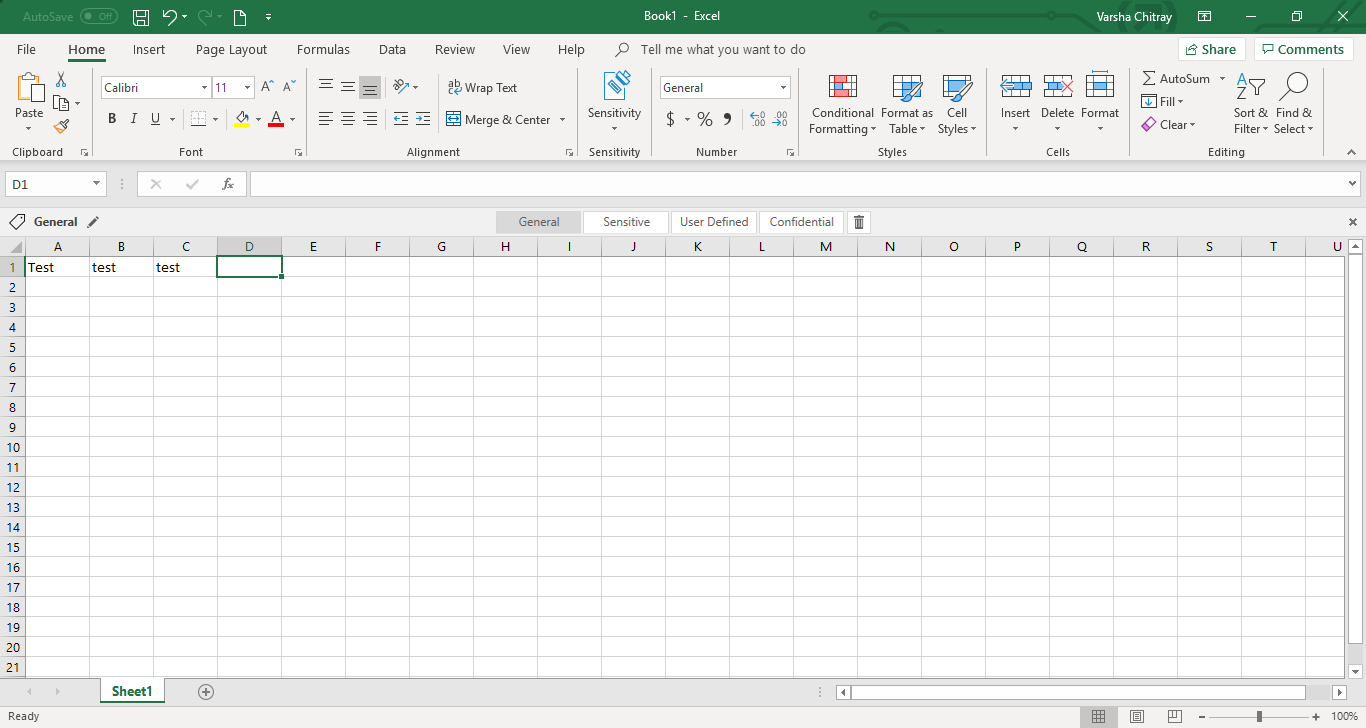 AutoSave Off Book1 - Excel Varsha Chitray
File Home Insert Page Layout Formulas Data Review View Help Tell me what you want to do Share Comments
Calibri 11 A^ Aˇ ab Wrap Text General AutoSum
Paste Sensitivity Conditional Format as Cell Insert Delete Format Fill Sort & Find &
B I U A Merge & Center $ % , Formatting Table Styles Clear Filter Select
Clipboard Font Alignment Sensitivity Number Styles Cells Editing
D1 fx
General General Sensitive User Defined Confidential
A B C D E F G H I J K L M N O P Q R S T U
1 Test test test
2
3
4
5
6
7
8
9
10
11
12
13
14
15
16
17
18
19
20
21
Sheet1
Ready 100%